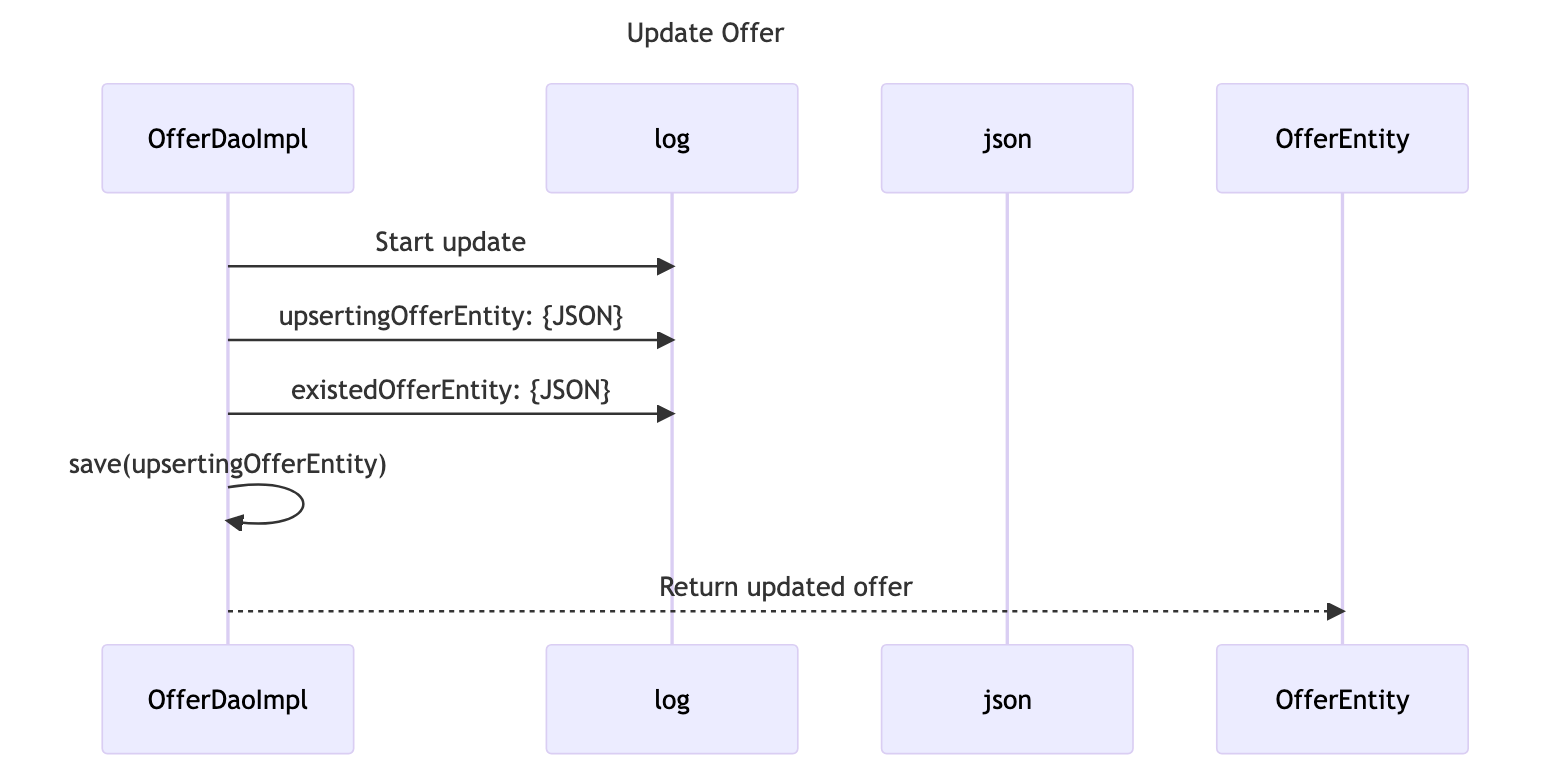 Update Offer
OfferDaoImpl
log
json
OfferEntity
Start update
upsertingOfferEntity: {JSON}
existedOfferEntity: {JSON}
save(upsertingOfferEntity)
Return updated offer
OfferDaoImpl
log
json
OfferEntity